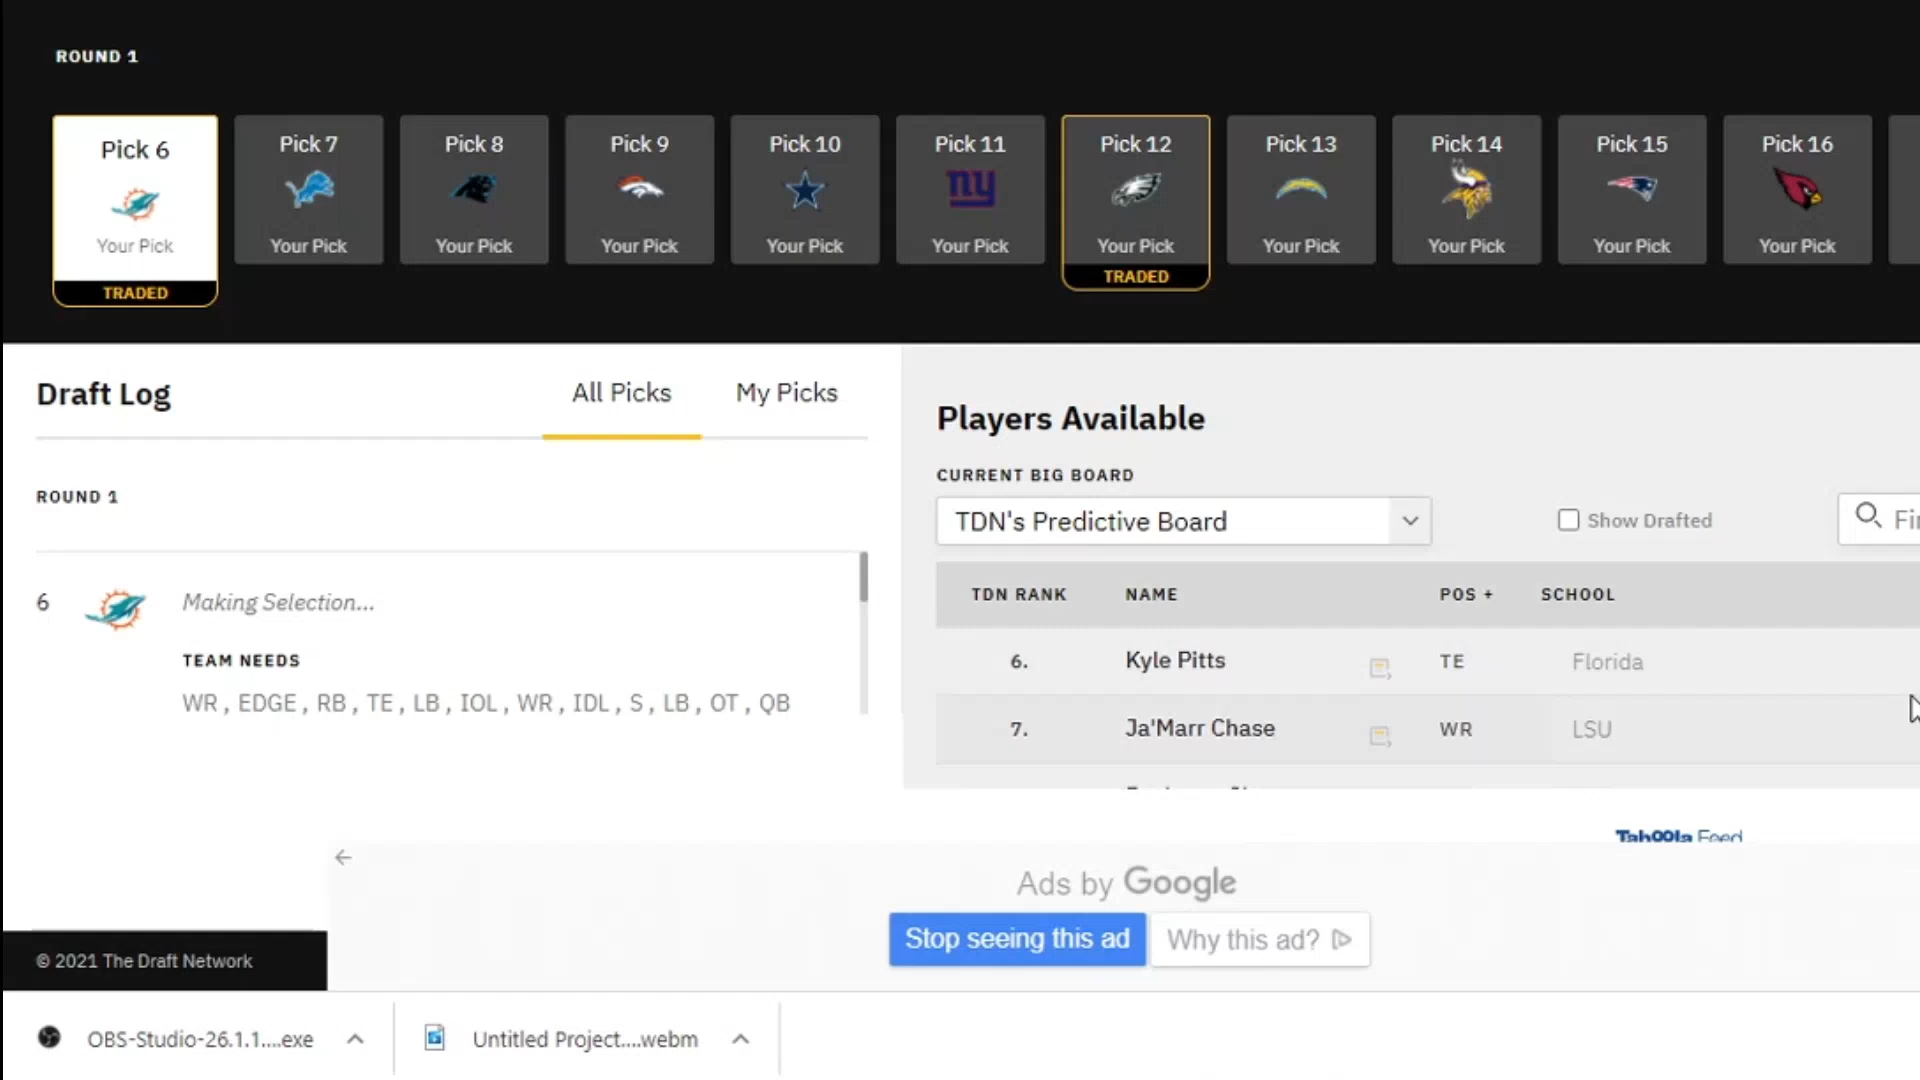 ROUND 1
Pick 6
Your Pick
TRADED
Pick 7
Your Pick
Pick 8
Your Pick
Pick 9
Your Pick
Pick 10
Your Pick
Pick 11
ny
Your Pick
Pick 12
Your Pick
TRADED
Pick 13
Your Pick
Pick 14
Your Pick
Pick 15
Your Pick
Pick 16
Your Pick
Draft Log
All Picks
My Picks
ROUND 1
6
Making Selection...
TEAM NEEDS
WR , EDGE , RB , TE , LB , IOL , WR , IDL , S , LB , OT , QB
Players Available
CURRENT BIG BOARD
TDN's Predictive Board
Show Drafted
TDN RANK NAME POS + SCHOOL
6. Kyle Pitts TE Florida
7. Ja'Marr Chase WR LSU
Taboola Feed
Ads by Google
Stop seeing this ad
Why this ad?
© 2021 The Draft Network
OBS-Studio-26.1.1....exe
Untitled Project....webm